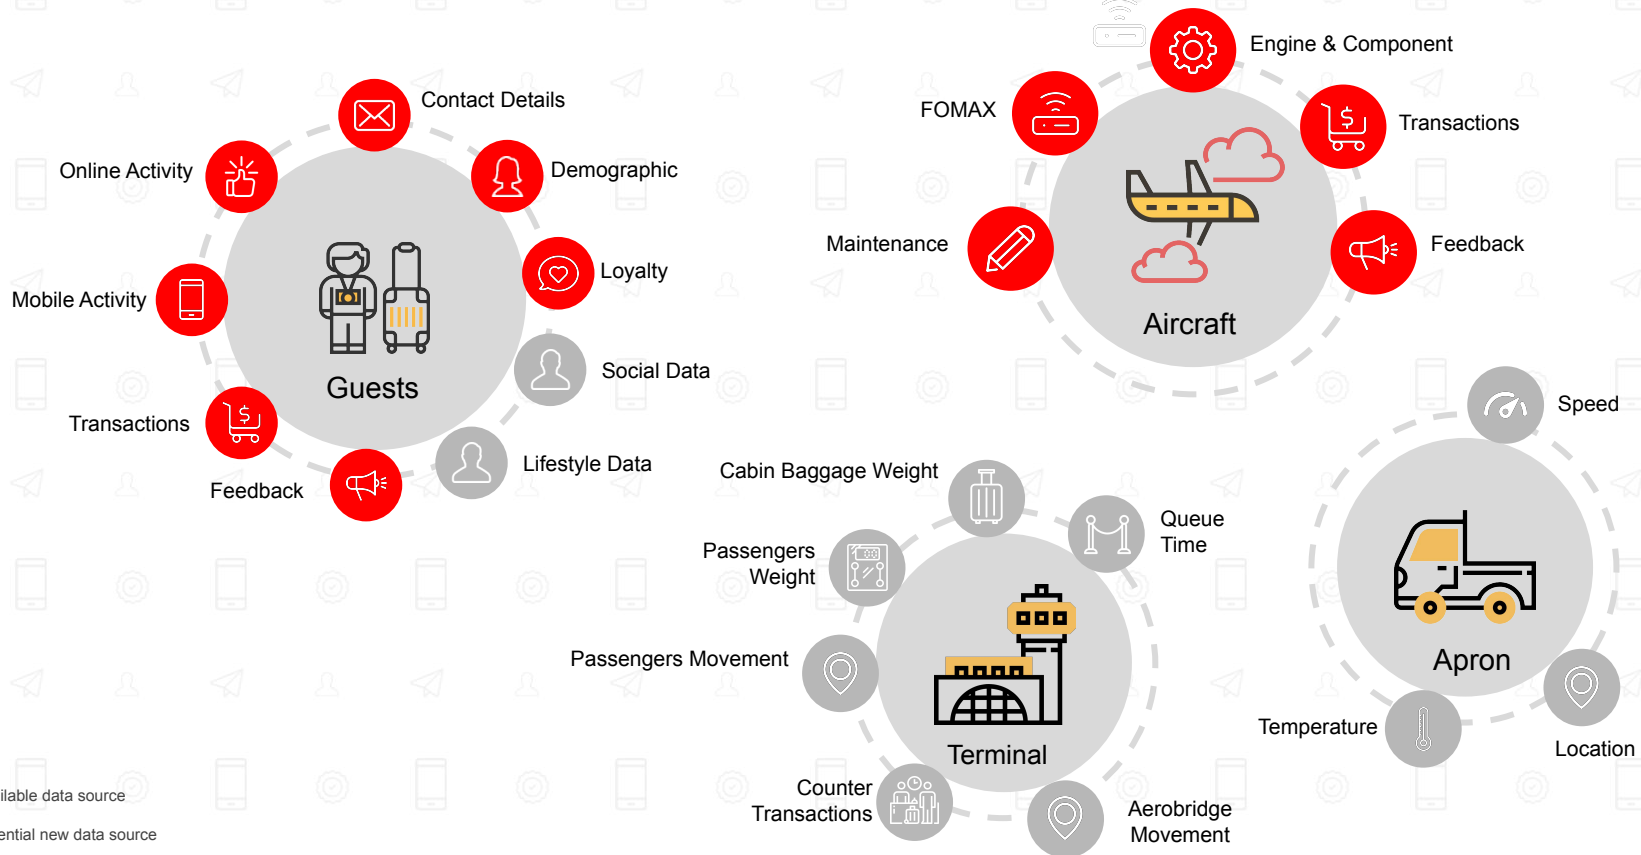 Contact Details
Online Activity
Demographic
Loyalty
Mobile Activity
Social Data
Guests
Transactions
Lifestyle Data
Feedback
Engine & Component
FOMAX
Transactions
Maintenance
Feedback
Aircraft
Speed
Apron
Temperature
Location
Cabin Baggage Weight
Queue
Time
Passengers
Weight
Passengers Movement
Terminal
Counter
Transactions
Aerobridge
Movement
ilable data source
ential new data source